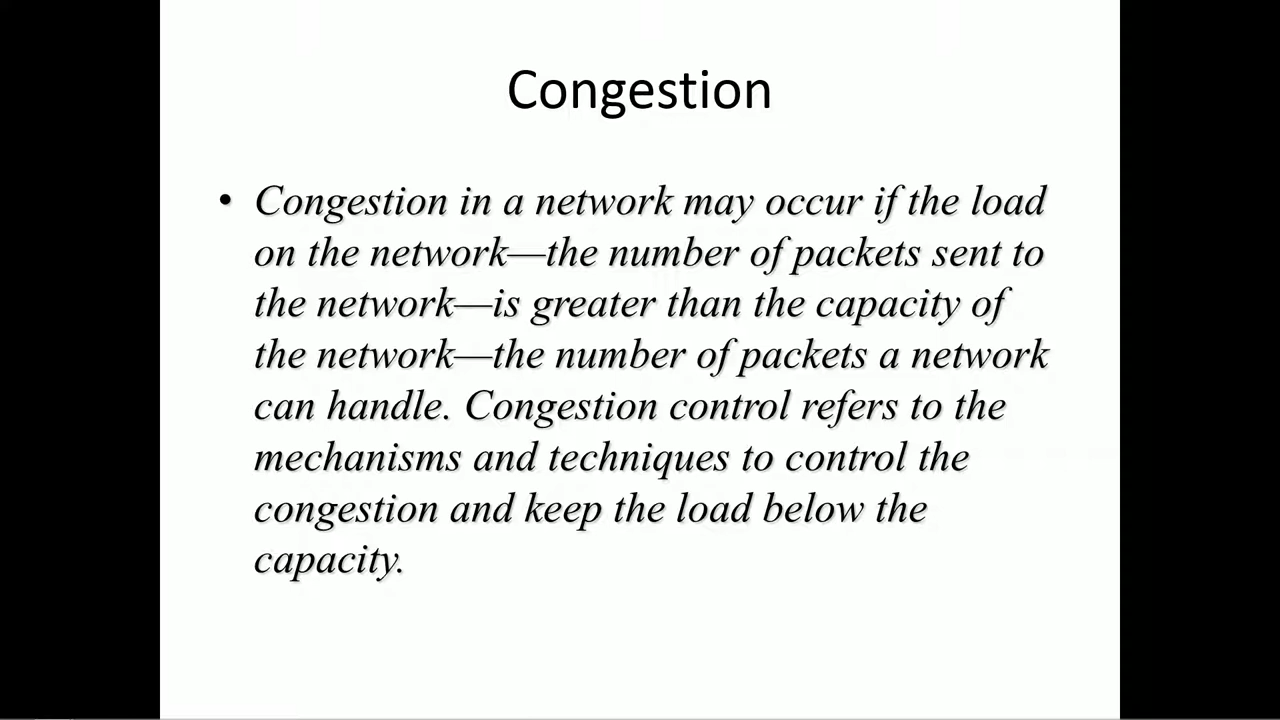 Congestion
• Congestion in a network may occur if the load
on the network—the number of packets sent to
the network—is greater than the capacity of
the network—the number of packets a network
can handle. Congestion control refers to the
mechanisms and techniques to control the
congestion and keep the load below the
capacity.